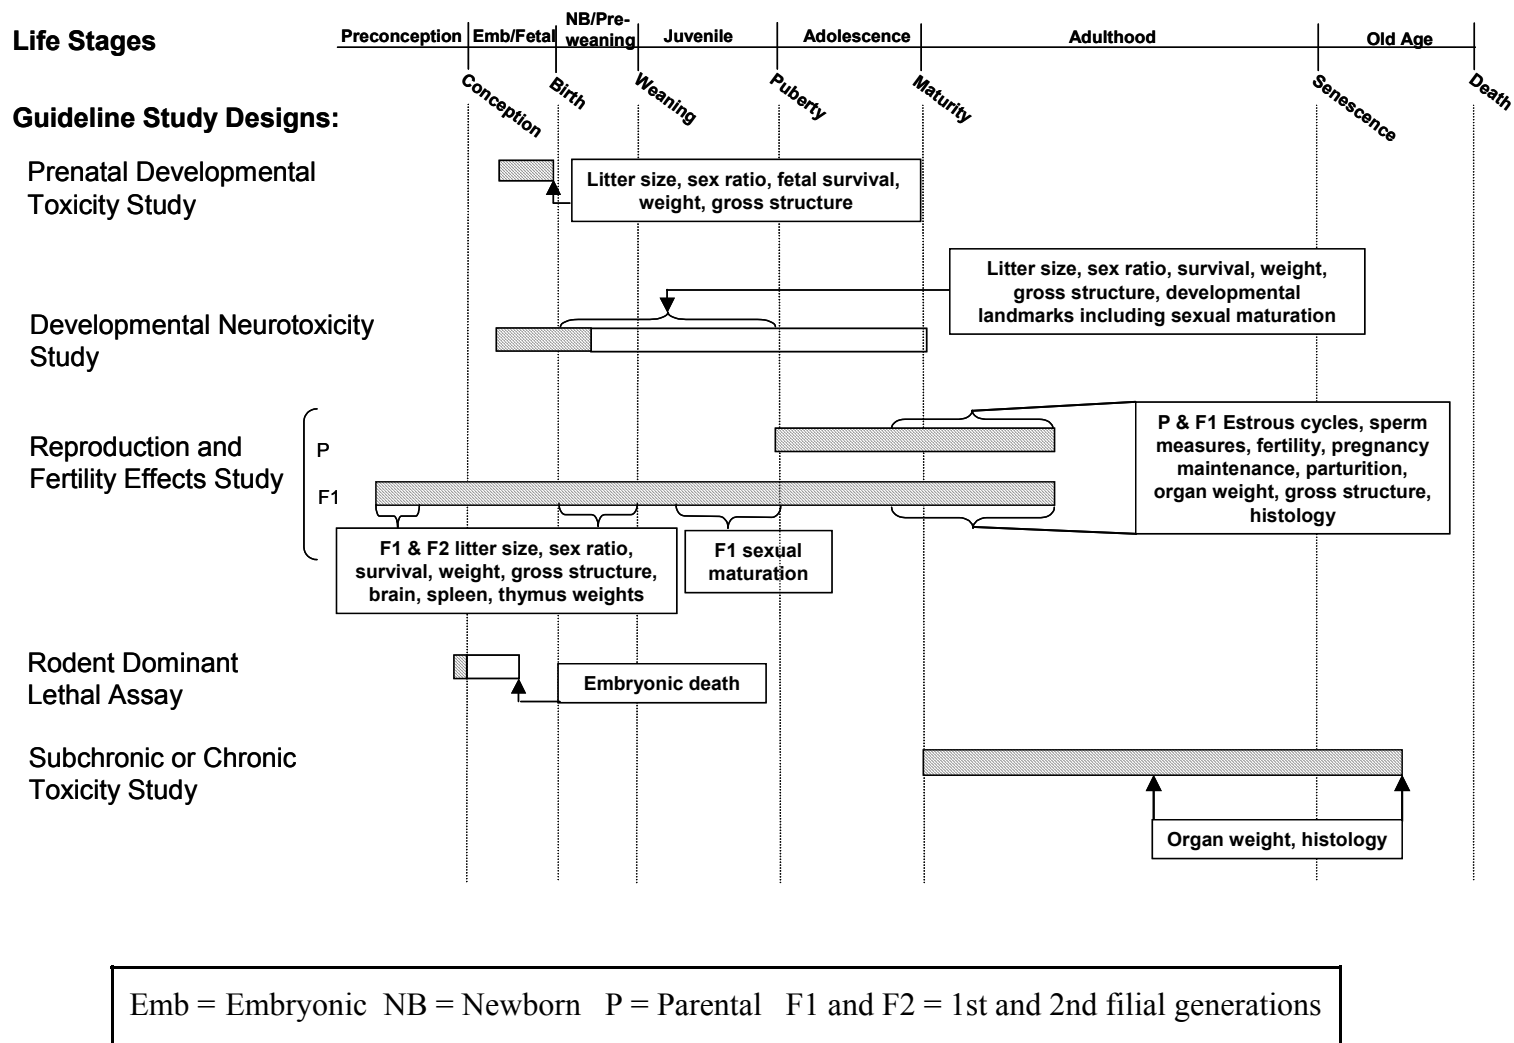 Life Stages
Preconception
Emb/Fetal
NB/Pre-
weaning
Juvenile
Adolescence
Adulthood
Old Age
Conception
Birth
Weaning
Puberty
Maturity
Senescence
Death
Guideline Study Designs:
Prenatal Developmental
Toxicity Study
Litter size, sex ratio, fetal survival,
weight, gross structure
Developmental Neurotoxicity
Study
Litter size, sex ratio, survival, weight,
gross structure, developmental
landmarks including sexual maturation
Reproduction and
Fertility Effects Study
P
F1
P & F1 Estrous cycles, sperm
measures, fertility, pregnancy
maintenance, parturition,
organ weight, gross structure,
histology
F1 & F2 litter size, sex ratio,
survival, weight, gross structure,
brain, spleen, thymus weights
F1 sexual
maturation
Rodent Dominant
Lethal Assay
Embryonic death
Subchronic or Chronic
Toxicity Study
Organ weight, histology
Emb = Embryonic NB = Newborn P = Parental F1 and F2 = 1st and 2nd filial generations